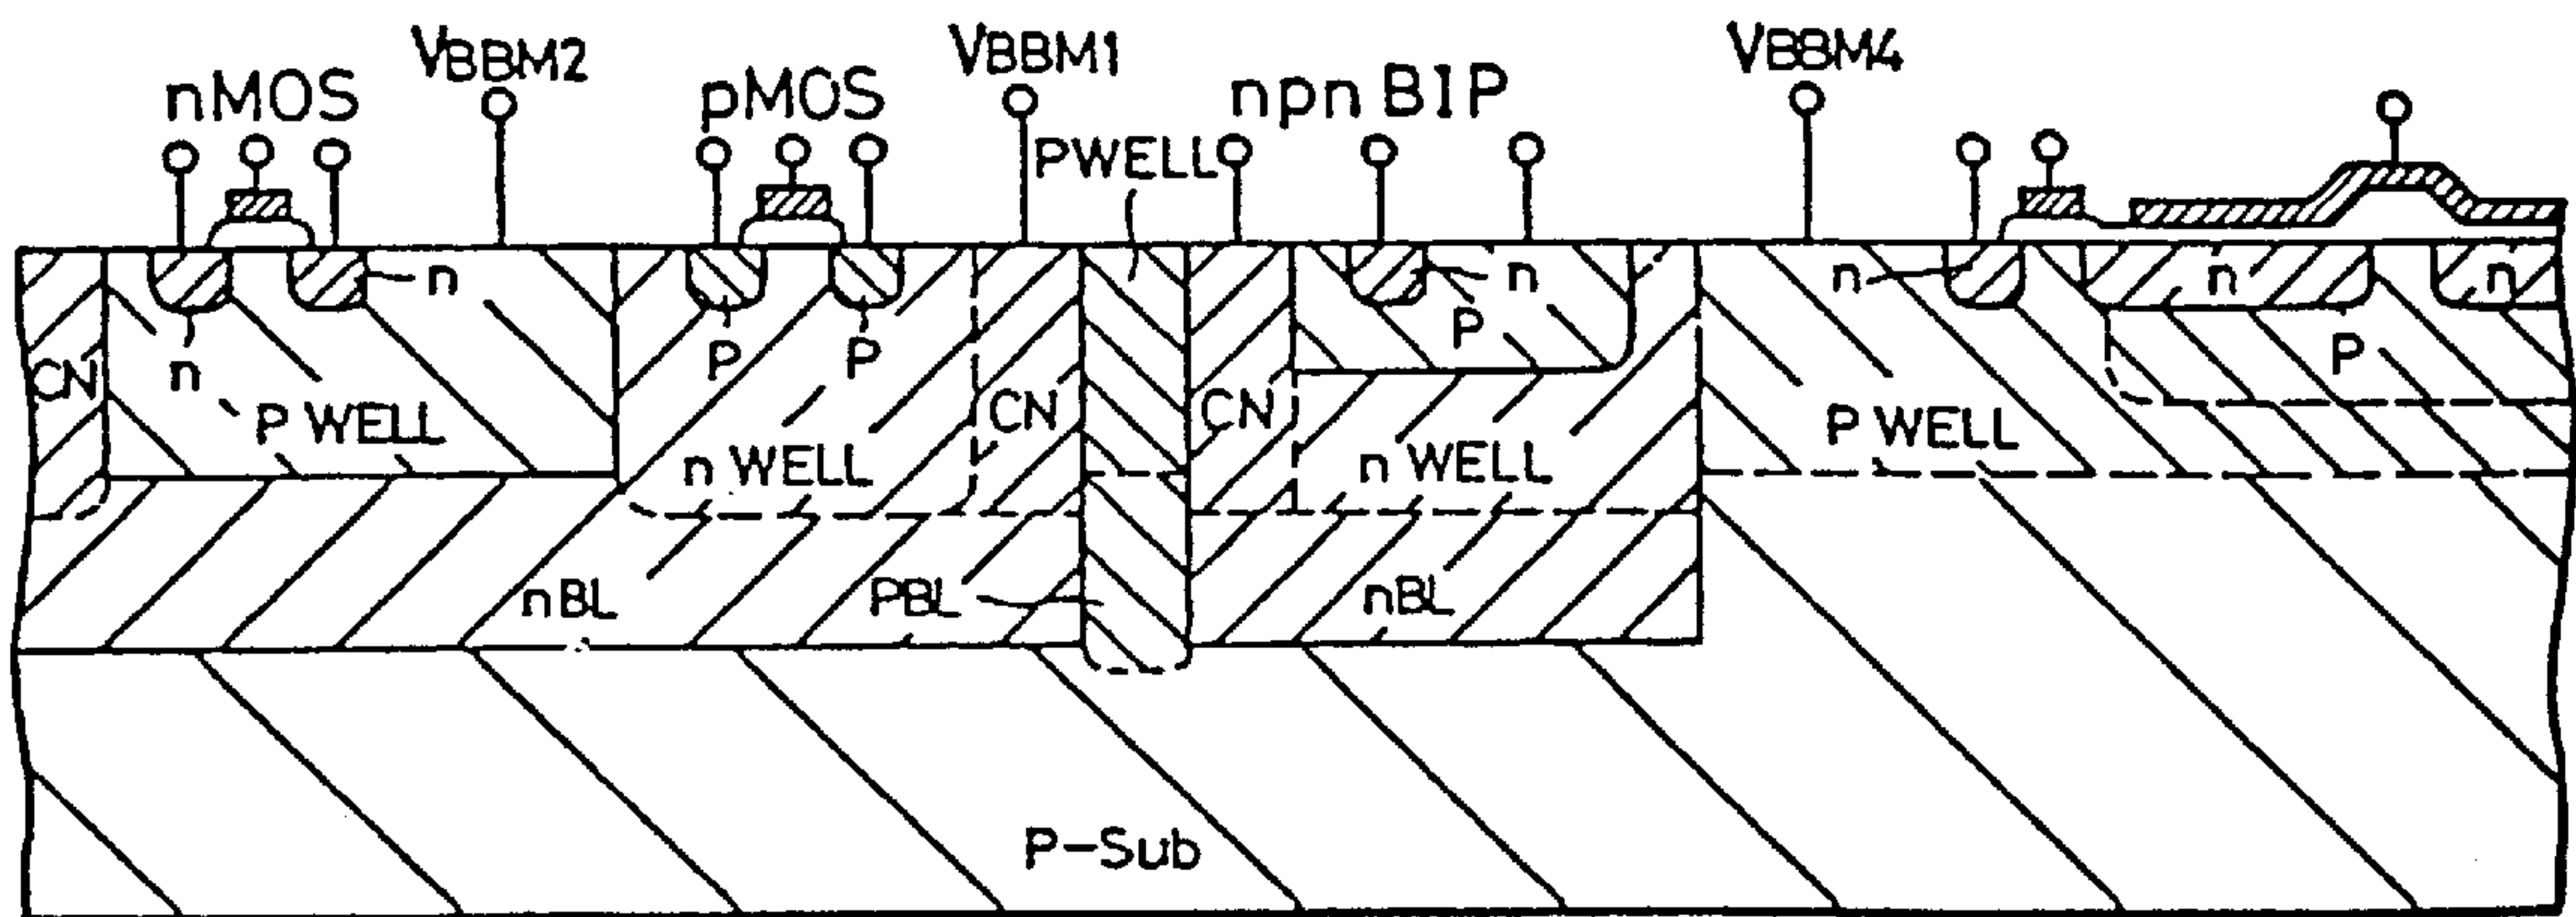 VBBM2
VBBM1
VBBM4
nMOS
pMOS
npn BIP
PWELL
n
n
n
n
n
P
P
P
P
CN
n
CN
CN
P WELL
n WELL
n WELL
P WELL
nBL
PBL
nBL
P-Sub